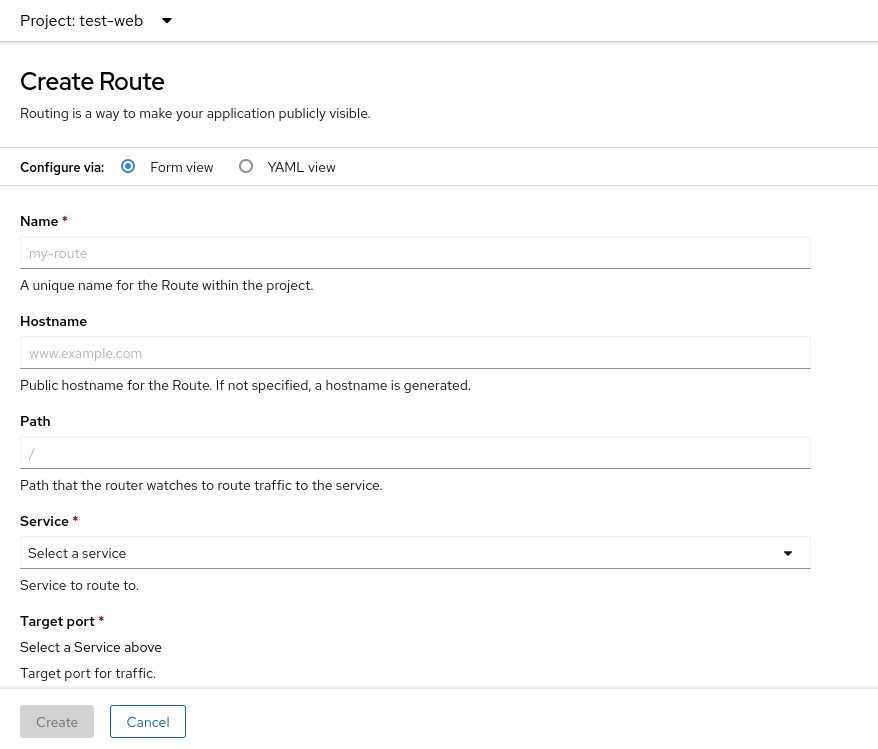 Project: test-web
Create Route
Routing is a way to make your application publicly visible.
Configure via: Form view YAML view
Name *
my-route
A unique name for the Route within the project.
Hostname
www.example.com
Public hostname for the Route. If not specified, a hostname is generated.
Path
/
Path that the router watches to route traffic to the service.
Service *
Select a service
Service to route to.
Target port *
Select a Service above
Target port for traffic.
Create Cancel